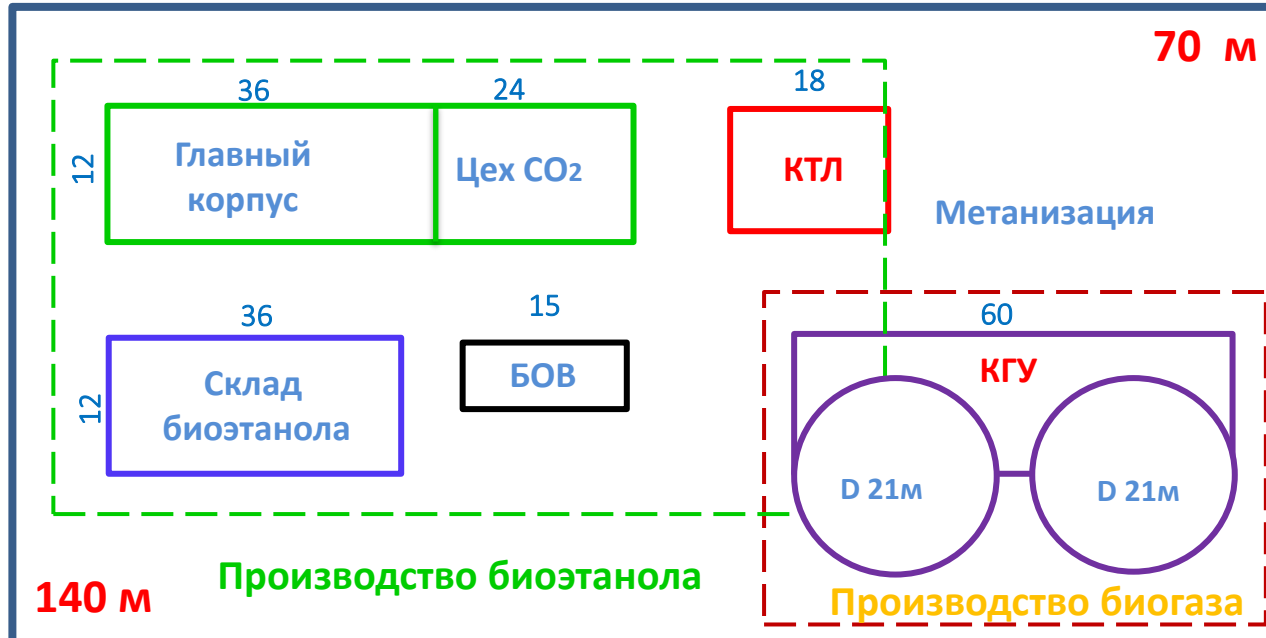 70 м
36
24
18
12
Главный
корпус
Цех СО2
КТЛ
Метанизация
36
15
60
12
Склад
биоэтанола
БОВ
КГУ
D 21м
D 21м
Производство биоэтанола
140 м
Производство биогаза